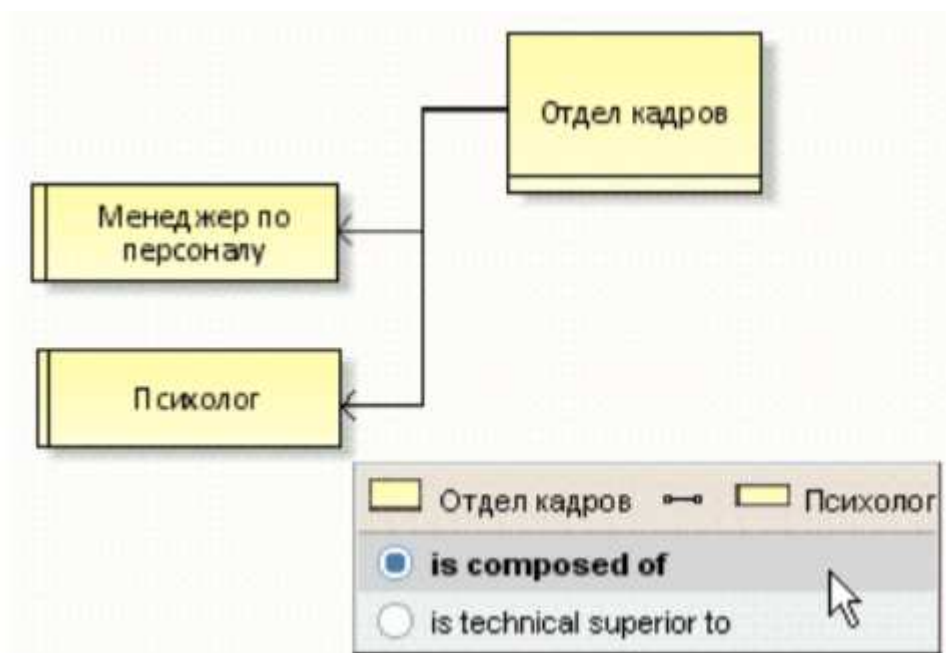 Отдел кадров
Менеджер по
персоналу
Психолог
Отдел кадров Психолог
is composed of
is technical superior to